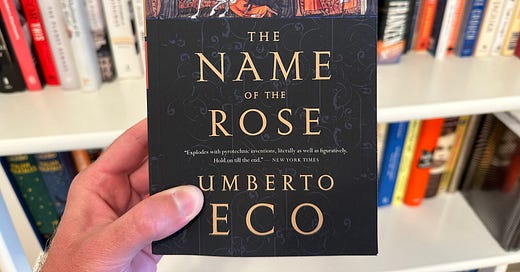 THE
NAME
OF THE
ROSE
“Explodes with pyrotechnic inventions, literally as well as figuratively.
Hold on till the end.” — NEW YORK TIMES
UMBERTO
ECO